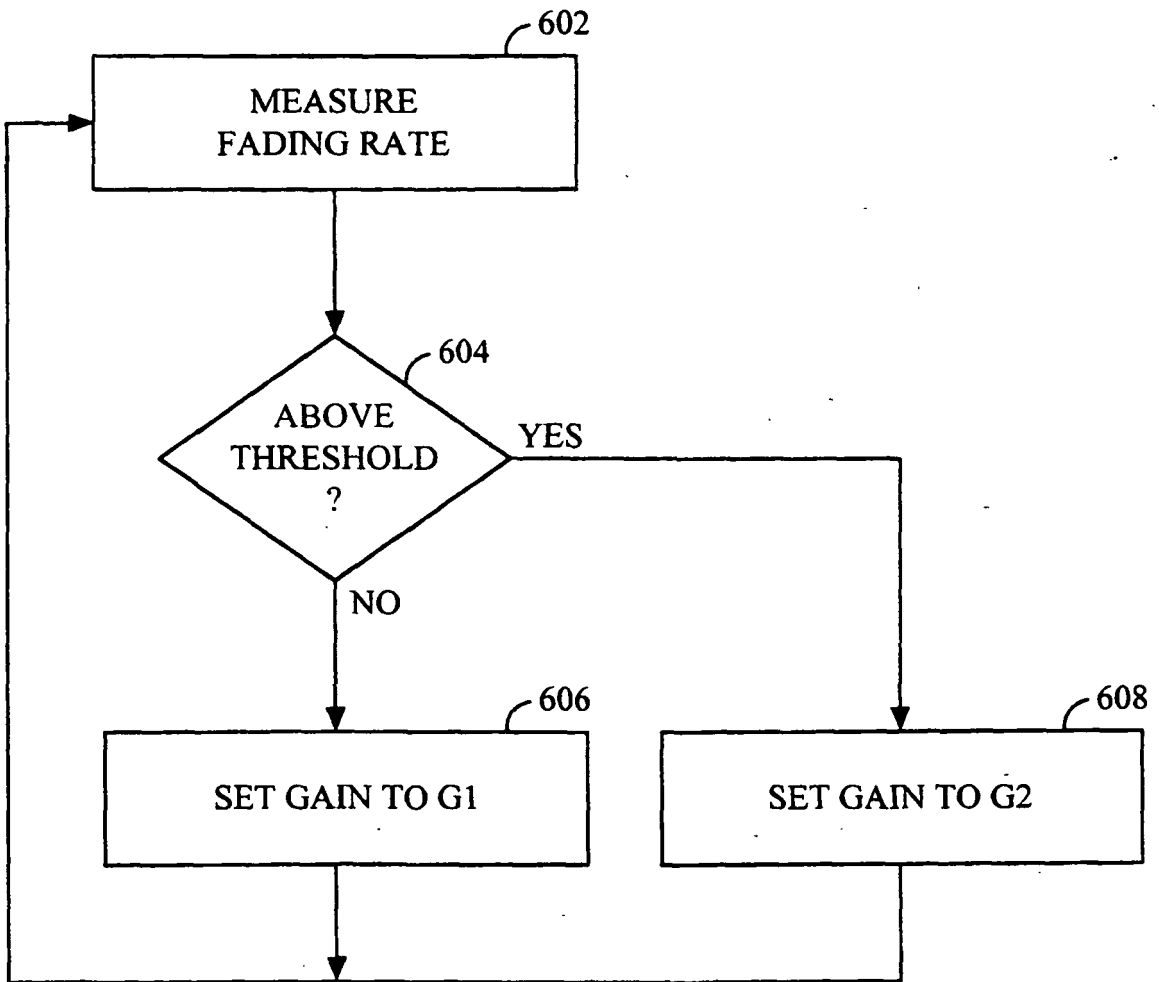 602
MEASURE
FADING RATE
604
ABOVE
THRESHOLD
?
YES
NO
606
SET GAIN TO G1
608
SET GAIN TO G2